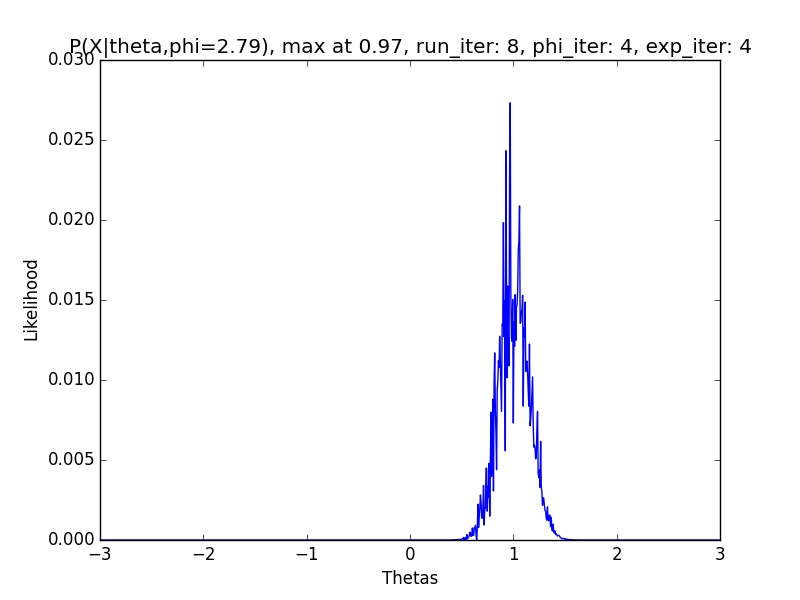 P(X|theta,phi=2.79), max at 0.97, run_iter: 8, phi_iter: 4, exp_iter: 4
0.030
0.025
0.020
0.015
0.010
0.005
0.000
Likelihood
−3 −2 −1 0 1 2 3
Thetas